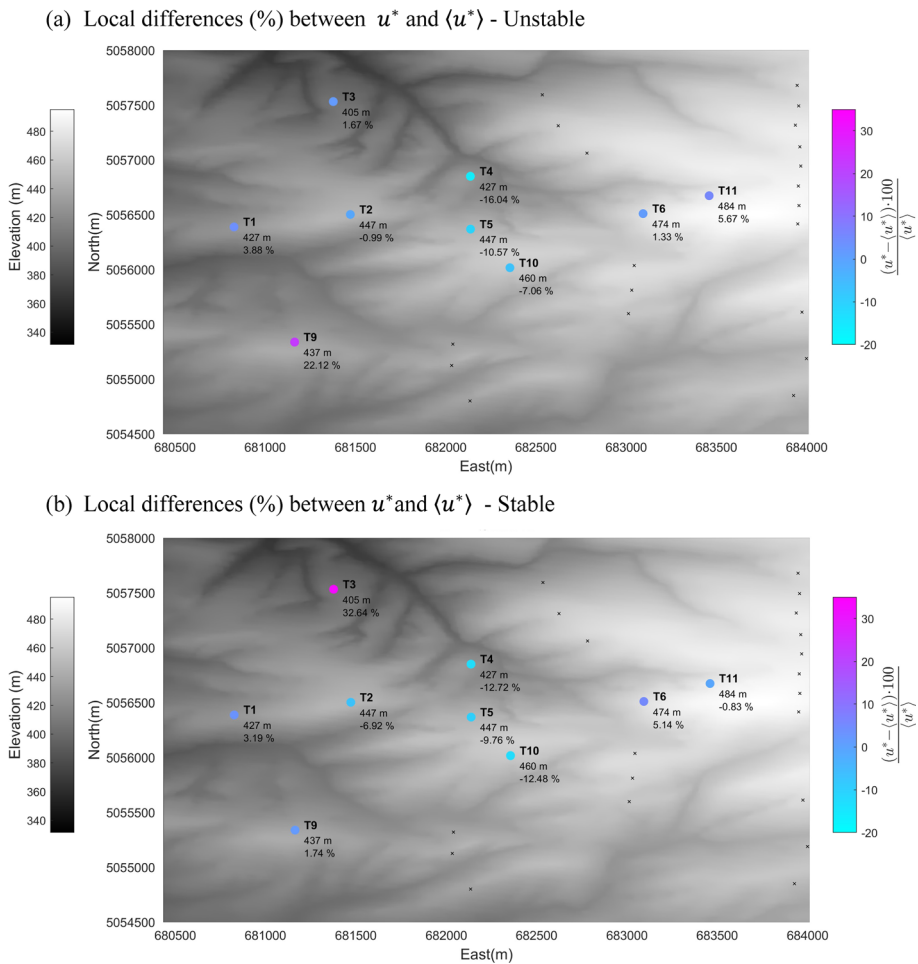 (a) Local differences (%) between u* and ⟨u*⟩ - Unstable
5058000
5057500
5057000
5056500
5056000
5055500
5055000
5054500
680500 681000 681500 682000 682500 683000 683500 684000
East(m)
North(m)
Elevation (m)
480
460
440
420
400
380
360
340
T3
405 m
1.67 %
T4
427 m
-16.04 %
T11
484 m
5.67 %
T1
427 m
3.88 %
T2
447 m
-0.99 %
T5
447 m
-10.57 %
T6
474 m
1.33 %
T10
460 m
-7.06 %
T9
437 m
22.12 %
30
20
10
0
-10
-20
(u* − ⟨u*⟩)·100
⟨u*⟩
(b) Local differences (%) between u* and ⟨u*⟩ - Stable
5058000
5057500
5057000
5056500
5056000
5055500
5055000
5054500
680500 681000 681500 682000 682500 683000 683500 684000
East(m)
North(m)
Elevation (m)
480
460
440
420
400
380
360
340
T3
405 m
32.64 %
T4
427 m
-12.72 %
T11
484 m
-0.83 %
T1
427 m
3.19 %
T2
447 m
-6.92 %
T5
447 m
-9.76 %
T6
474 m
5.14 %
T10
460 m
-12.48 %
T9
437 m
1.74 %
30
20
10
0
-10
-20
(u* − ⟨u*⟩)·100
⟨u*⟩